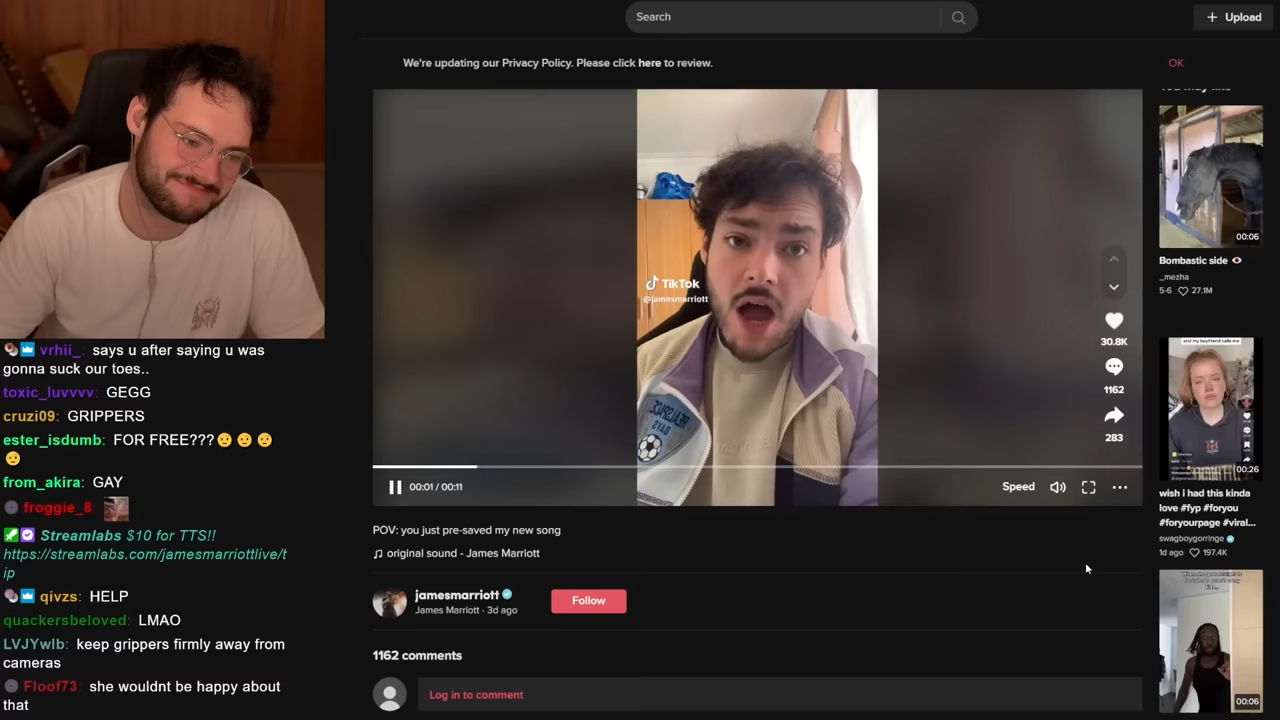 Search
Upload
We're updating our Privacy Policy. Please click here to review.
OK
TikTok
@jamesmarriott
30.8K
1162
283
00:01 / 00:11
Speed
POV: you just pre-saved my new song
original sound - James Marriott
jamesmarriott
James Marriott · 3d ago
Follow
1162 comments
Log in to comment
00:06
Bombastic side
_mezha
5-6 27.1M
and my boyfriend calls me
00:26
wish i had this kinda
love #fyp #foryou
#foryourpage #viral...
swagboygorringe
1d ago 197.4K
00:06
vrhii_: says u after saying u was
gonna suck our toes..
toxic_luvvvv: GEGG
cruzi09: GRIPPERS
ester_isdumb: FOR FREE???😕😕😕
😕
from_akira: GAY
froggie_8
Streamlabs $10 for TTS!!
https://streamlabs.com/jamesmarriottlive/t
ip
qivzs: HELP
quackersbeloved: LMAO
LVJYwlb: keep grippers firmly away from
cameras
Floof73: she wouldnt be happy about
that